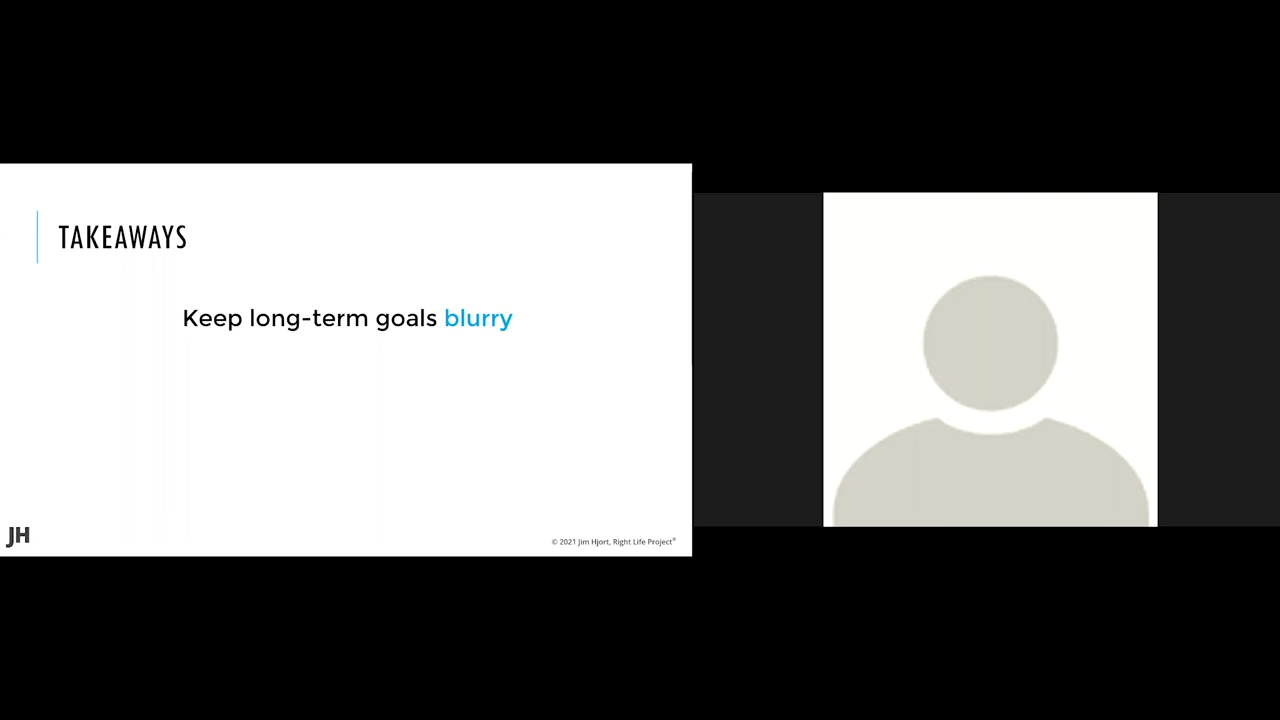 TAKEAWAYS
Keep long-term goals blurry
JH
© 2021 Jim Hjort, Right Life Project®